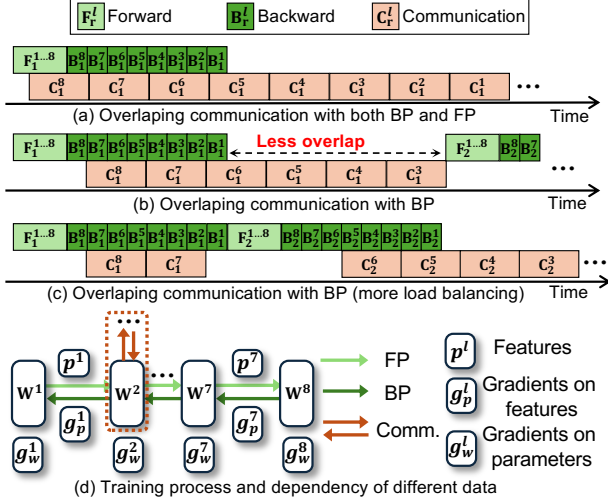 F_r^l Forward B_r^l Backward C_r^l Communication
F_1^{1...8} B_1^8 B_1^7 B_1^6 B_1^5 B_1^4 B_1^3 B_1^2 B_1^1
C_1^8 C_1^7 C_1^6 C_1^5 C_1^4 C_1^3 C_1^2 C_1^1 ...
(a) Overlaping communication with both BP and FP Time
Less overlap
F_1^{1...8} B_1^8 B_1^7 B_1^6 B_1^5 B_1^4 B_1^3 B_1^2 B_1^1 F_2^{1...8} B_2^8 B_2^7
C_1^8 C_1^7 C_1^6 C_1^5 C_1^4 C_1^3 ...
(b) Overlaping communication with BP Time
F_1^{1...8} B_1^8 B_1^7 B_1^6 B_1^5 B_1^4 B_1^3 B_1^2 B_1^1 F_2^{1...8} B_2^8 B_2^7 B_2^6 B_2^5 B_2^4 B_2^3 B_2^2 B_2^1
C_1^8 C_1^7 C_2^6 C_2^5 C_2^4 C_2^3 ...
(c) Overlaping communication with BP (more load balancing) Time
...
p^1 ... p^7 FP p^l Features
W^1 W^2 W^7 W^8 BP
g_p^1 g_p^7 Comm. g_p^l Gradients on
features
g_w^1 g_w^2 g_w^7 g_w^8 g_w^l Gradients on
parameters
(d) Training process and dependency of different data